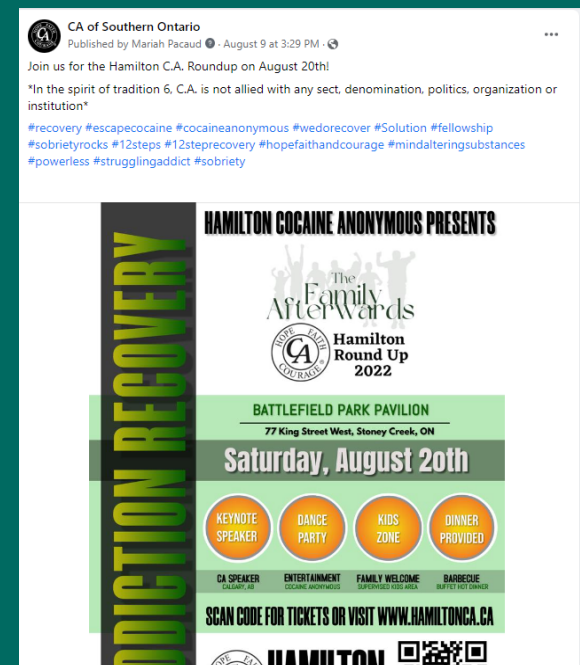 CA of Southern Ontario
Published by Mariah Pacaud · August 9 at 3:29 PM ·
Join us for the Hamilton C.A. Roundup on August 20th!
*In the spirit of tradition 6, C.A. is not allied with any sect, denomination, politics, organization or
institution*
#recovery #escapecocaine #cocaineanonymous #wedorecover #Solution #fellowship
#sobrietyrocks #12steps #12steprecovery #hopefaithandcourage #mindalteringsubstances
#powerless #strugglingaddict #sobriety
HAMILTON COCAINE ANONYMOUS PRESENTS
The
Family
Afterwards
HOPE FAITH
CA
COURAGE
Hamilton
Round Up
2022
BATTLEFIELD PARK PAVILION
77 King Street West, Stoney Creek, ON
Saturday, August 20th
KEYNOTE
SPEAKER
DANCE
PARTY
KIDS
ZONE
DINNER
PROVIDED
CA SPEAKER
CALGARY, AB
ENTERTAINMENT
COCAINE ANONYMOUS
FAMILY WELCOME
SUPERVISED KIDS AREA
BARBECUE
BUFFET HOT DINNER
SCAN CODE FOR TICKETS OR VISIT WWW.HAMILTONCA.CA
HAMILTON
DDICTION RECOVERY